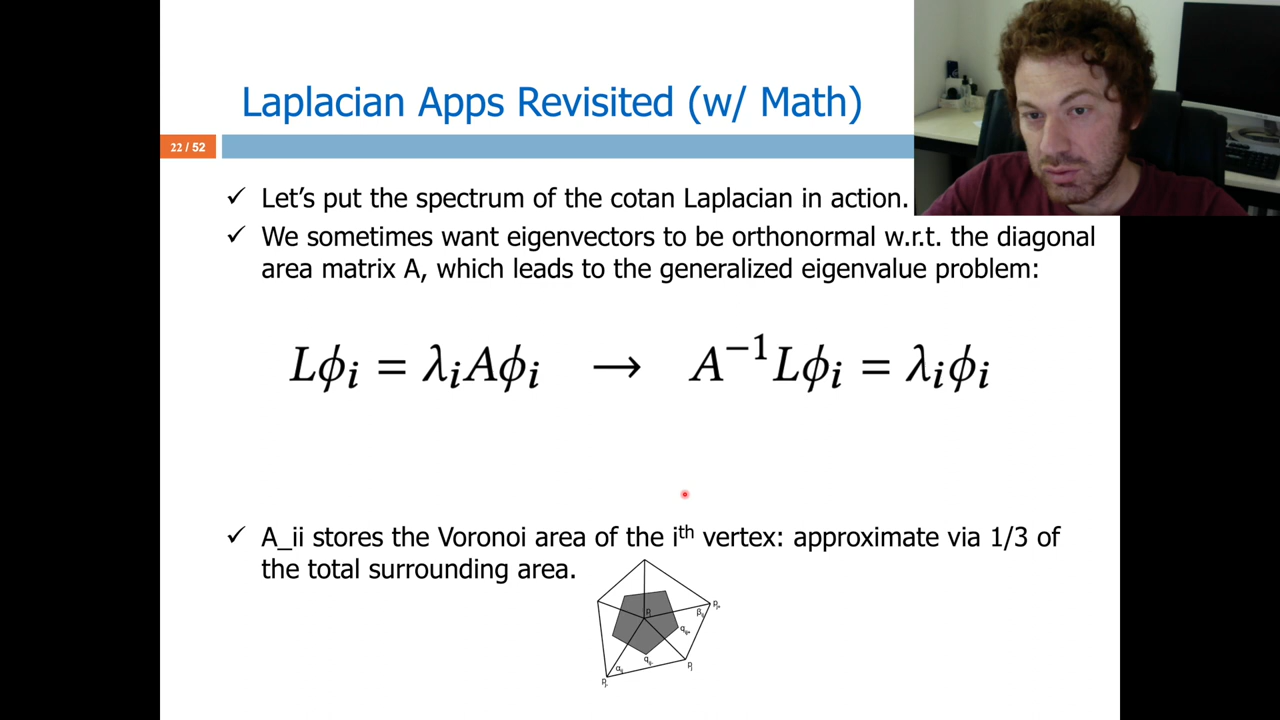 Laplacian Apps Revisited (w/ Math)
22 / 52
✓ Let's put the spectrum of the cotan Laplacian in action.
✓ We sometimes want eigenvectors to be orthonormal w.r.t. the diagonal
area matrix A, which leads to the generalized eigenvalue problem:
Lϕᵢ = λᵢAϕᵢ → A⁻¹Lϕᵢ = λᵢϕᵢ
✓ A_ii stores the Voronoi area of the iᵗʰ vertex: approximate via 1/3 of
the total surrounding area.